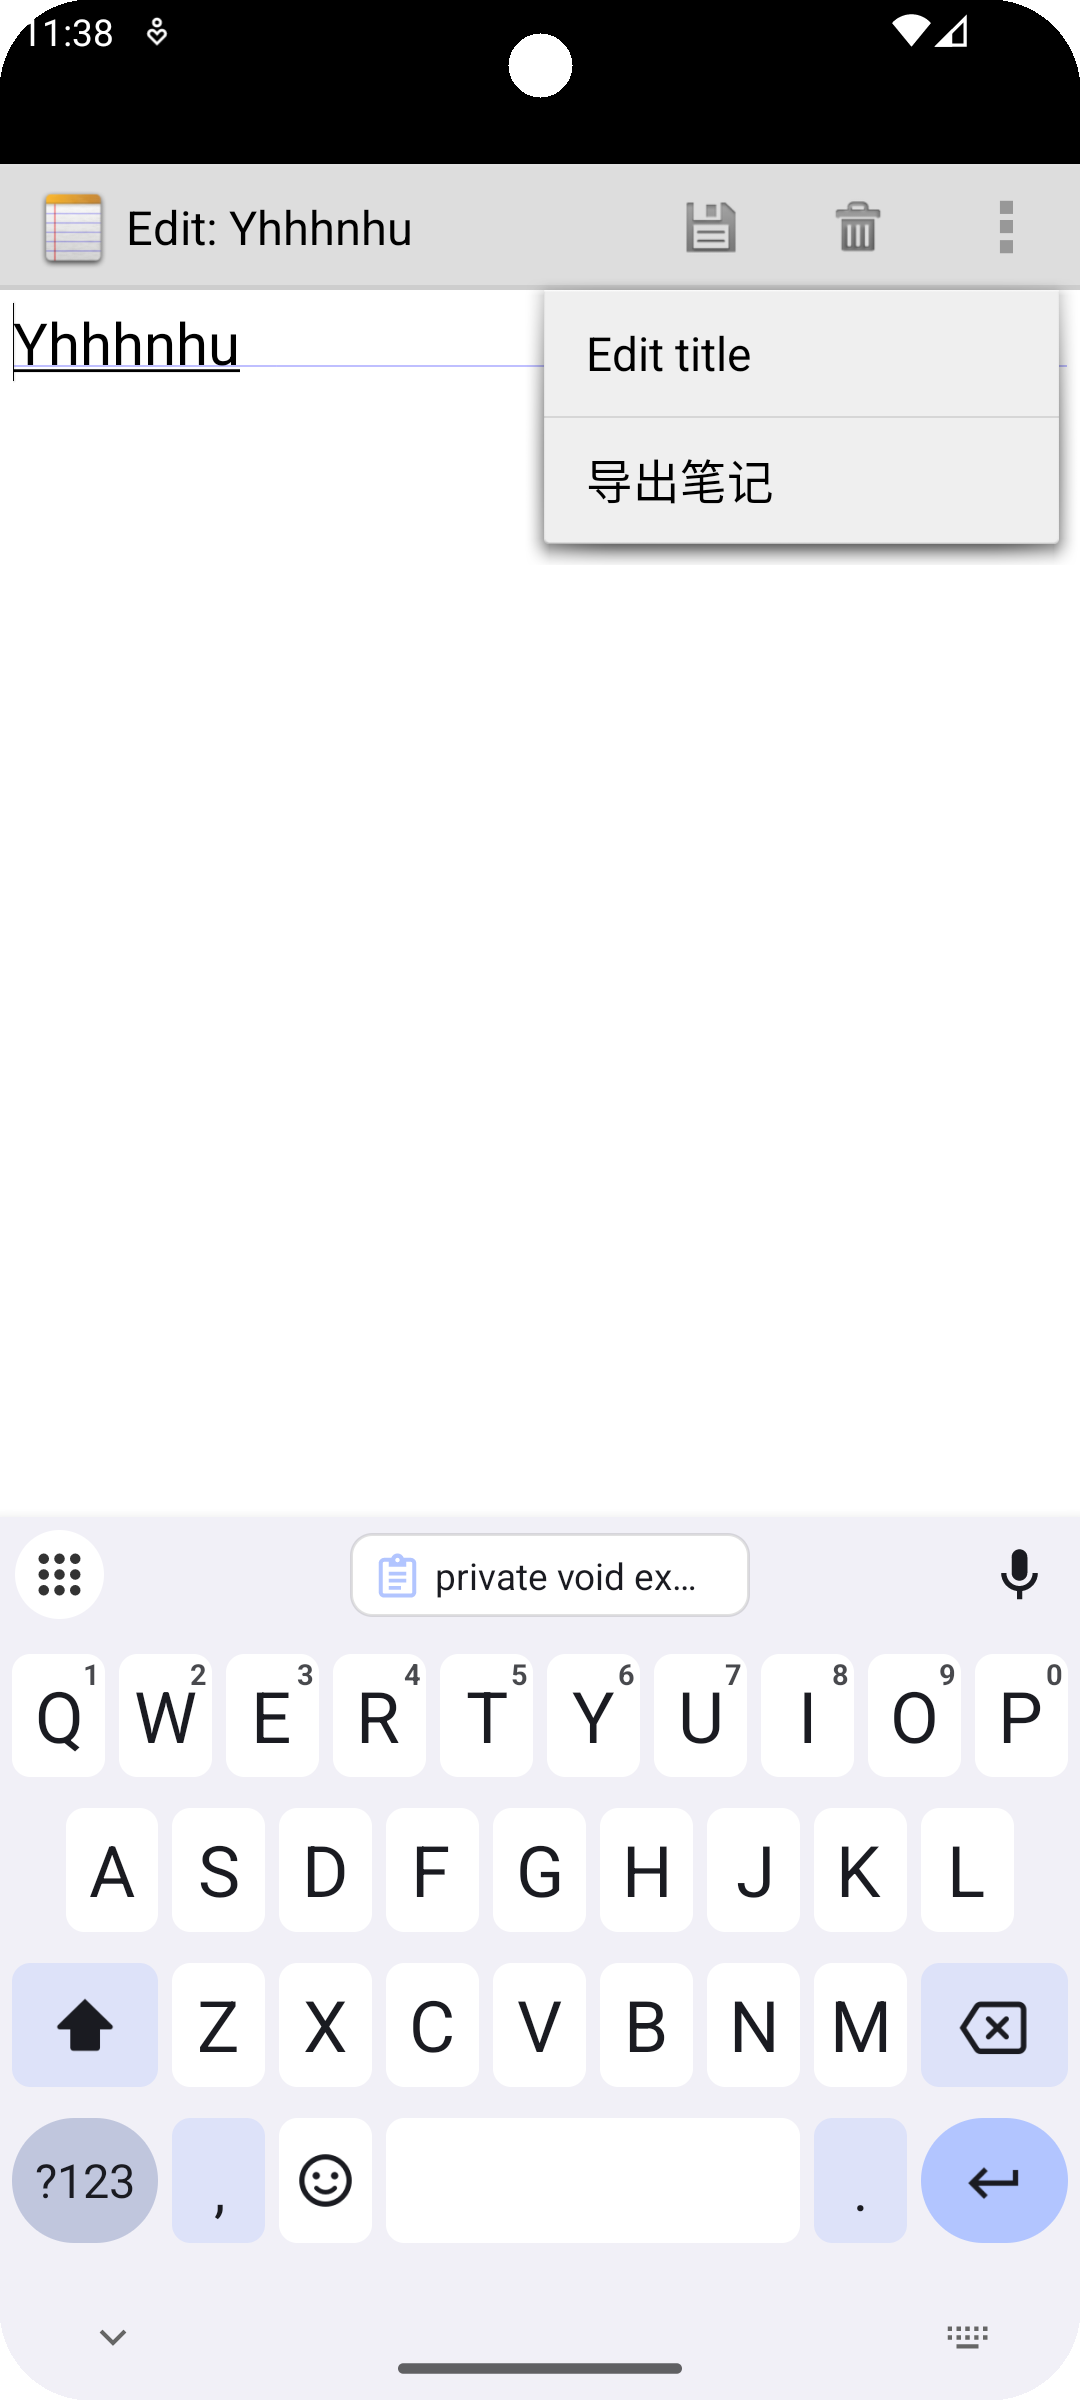 11:38
Edit: Yhhhnhu
Yhhhnhu
Edit title
导出笔记
private void ex...
1 2 3 4 5 6 7 8 9 0
Q W E R T Y U I O P
A S D F G H J K L
Z X C V B N M
?123 , .